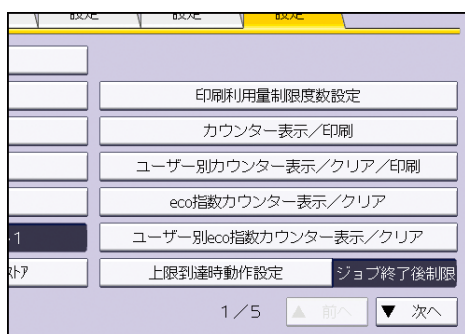 設定
設定
設定
印刷利用量制限度数設定
カウンター表示／印刷
ユーザー別カウンター表示／クリア／印刷
eco指数カウンター表示／クリア
1
ユーザー別eco指数カウンター表示／クリア
ストア
上限到達時動作設定 ジョブ終了後制限
1／5 ▲ 前へ ▼ 次へ